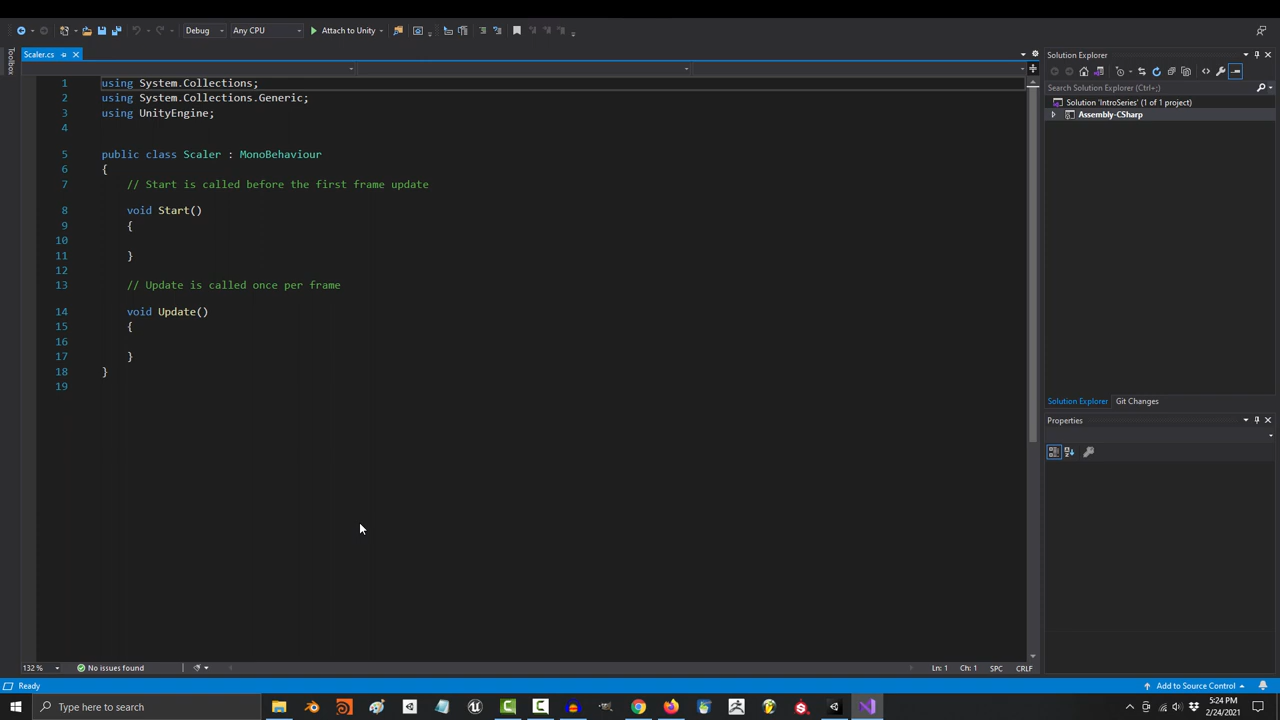 Debug
Any CPU
Attach to Unity
Toolbox
Scaler.cs
1 using System.Collections;
2 using System.Collections.Generic;
3 using UnityEngine;
4
5 public class Scaler : MonoBehaviour
6 {
7 // Start is called before the first frame update
8 void Start()
9 {
10
11 }
12
13 // Update is called once per frame
14 void Update()
15 {
16
17 }
18 }
19
132 %
No issues found
Ln: 1 Ch: 1 SPC CRLF
Solution Explorer
Search Solution Explorer (Ctrl+;)
Solution 'IntroSeries' (1 of 1 project)
Assembly-CSharp
Solution Explorer Git Changes
Properties
Ready
Add to Source Control
Type here to search
5:24 PM
2/24/2021